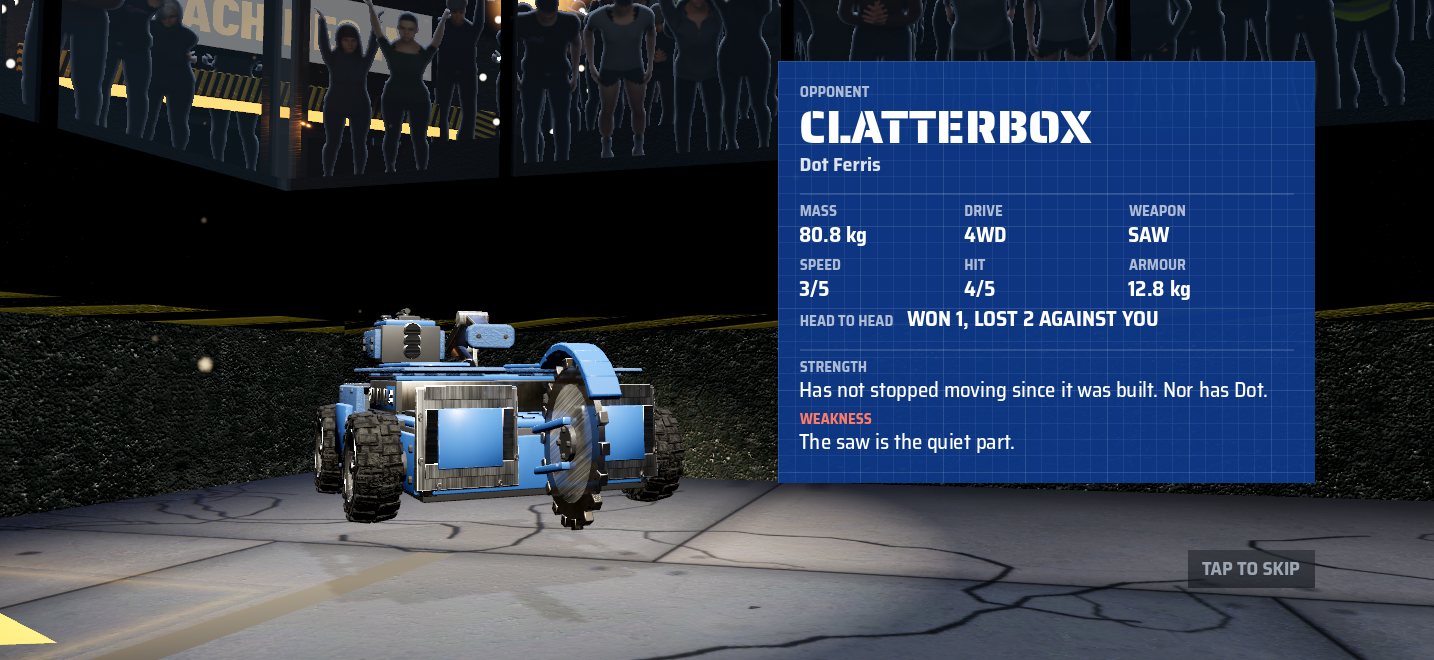 OPPONENT
CLATTERBOX
Dot Ferris
MASS DRIVE WEAPON
80.8 kg 4WD SAW
SPEED HIT ARMOUR
3/5 4/5 12.8 kg
HEAD TO HEAD WON 1, LOST 2 AGAINST YOU
STRENGTH
Has not stopped moving since it was built. Nor has Dot.
WEAKNESS
The saw is the quiet part.
TAP TO SKIP